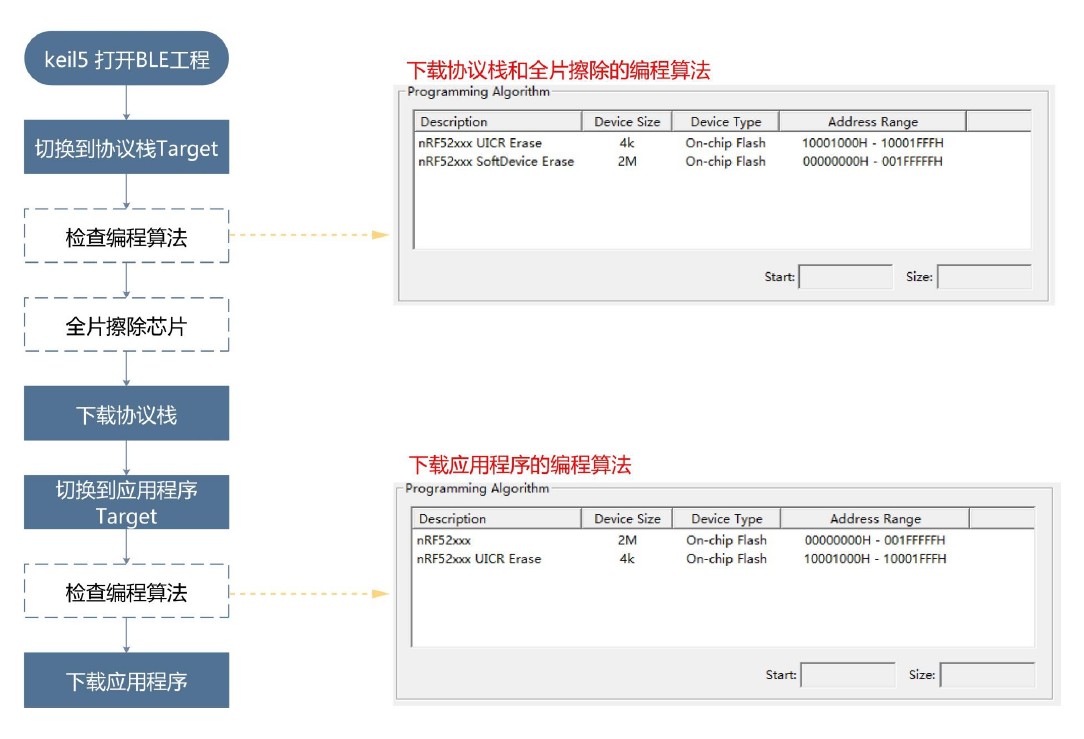 keil5 打开BLE工程
切换到协议栈Target
检查编程算法
全片擦除芯片
下载协议栈
切换到应用程序
Target
检查编程算法
下载应用程序
下载协议栈和全片擦除的编程算法
Programming Algorithm
Description Device Size Device Type Address Range
nRF52xxx UICR Erase 4k On-chip Flash 10001000H - 10001FFFH
nRF52xxx SoftDevice Erase 2M On-chip Flash 00000000H - 001FFFFFH
Start: Size:
下载应用程序的编程算法
Programming Algorithm
Description Device Size Device Type Address Range
nRF52xxx 2M On-chip Flash 00000000H - 001FFFFFH
nRF52xxx UICR Erase 4k On-chip Flash 10001000H - 10001FFFH
Start: Size: